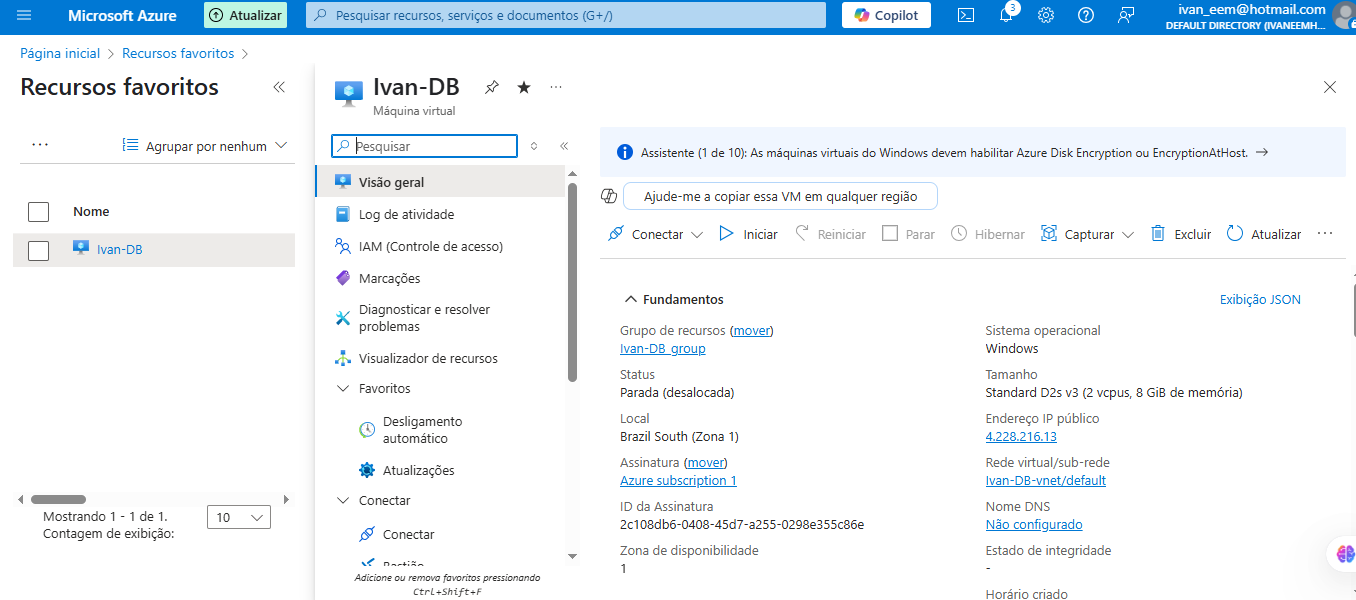 Microsoft Azure
Atualizar
Pesquisar recursos, serviços e documentos (G+/)
Copilot
3
ivan_eem@hotmail.com
DEFAULT DIRECTORY (IVANEEMH...
Página inicial > Recursos favoritos >
Recursos favoritos
...
Agrupar por nenhum
Nome
Ivan-DB
Mostrando 1 - 1 de 1.
Contagem de exibição:
10
Ivan-DB
...
Máquina virtual
Pesquisar
Visão geral
Log de atividade
IAM (Controle de acesso)
Marcações
Diagnosticar e resolver
problemas
Visualizador de recursos
Favoritos
Desligamento
automático
Atualizações
Conectar
Conectar
Bastião
Adicione ou remova favoritos pressionando
Ctrl+Shift+F
Assistente (1 de 10): As máquinas virtuais do Windows devem habilitar Azure Disk Encryption ou EncryptionAtHost. →
Ajude-me a copiar essa VM em qualquer região
Conectar
Iniciar
Reiniciar
Parar
Hibernar
Capturar
Excluir
Atualizar
...
Fundamentos
Exibição JSON
Grupo de recursos (mover)
Ivan-DB_group
Status
Parada (desalocada)
Local
Brazil South (Zona 1)
Assinatura (mover)
Azure subscription 1
ID da Assinatura
2c108db6-0408-45d7-a255-0298e355c86e
Zona de disponibilidade
1
Sistema operacional
Windows
Tamanho
Standard D2s v3 (2 vcpus, 8 GiB de memória)
Endereço IP público
4.228.216.13
Rede virtual/sub-rede
Ivan-DB-vnet/default
Nome DNS
Não configurado
Estado de integridade
-
Horário criado